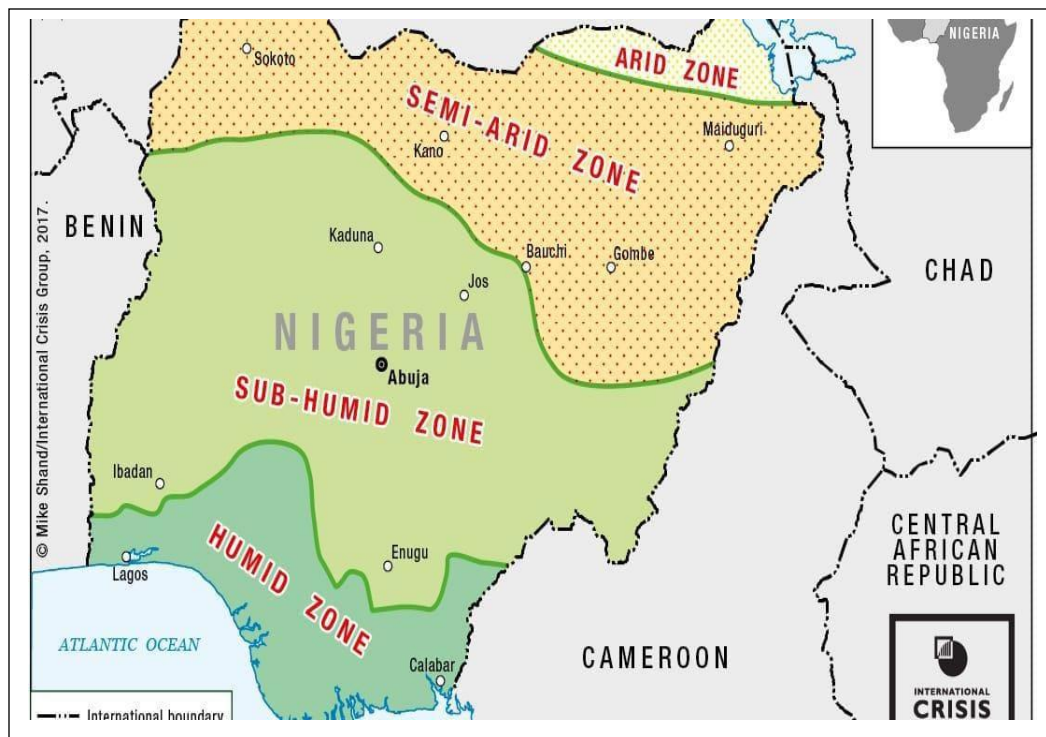 NIGERIA
ARID ZONE
Sokoto
SEMI-ARID ZONE
Kano
Maiduguri
BENIN
Kaduna
Bauchi
Gombe
CHAD
Jos
NIGERIA
Abuja
SUB-HUMID ZONE
Ibadan
CENTRAL
AFRICAN
REPUBLIC
HUMID ZONE
Enugu
Lagos
ATLANTIC OCEAN
CAMEROON
Calabar
International boundary
INTERNATIONAL
CRISIS
© Mike Shand/International Crisis Group, 2017.